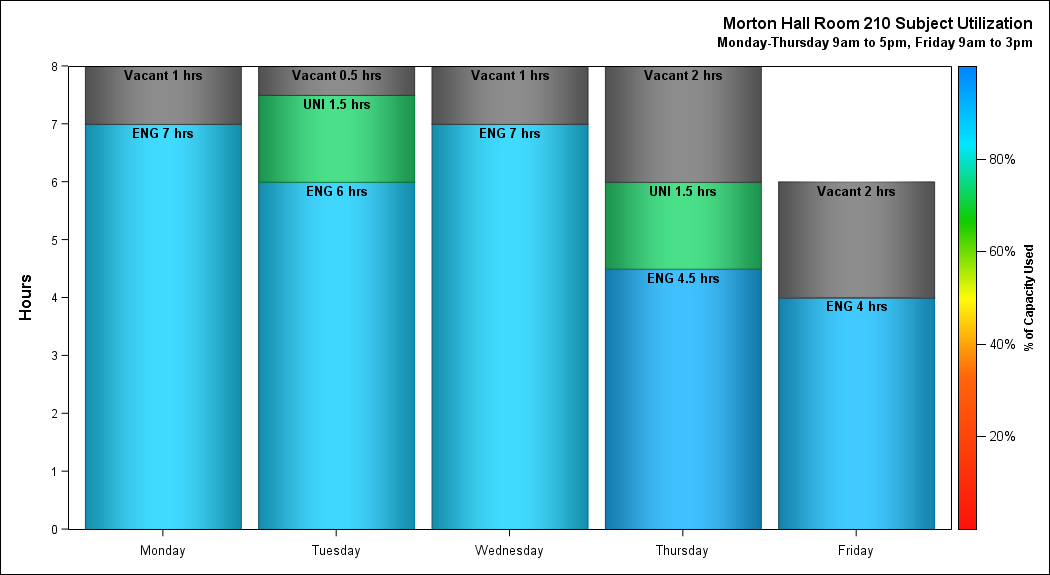 Morton Hall Room 210 Subject Utilization
Monday-Thursday 9am to 5pm, Friday 9am to 3pm
Hours
8
7
6
5
4
3
2
1
0
Vacant 1 hrs
ENG 7 hrs
Vacant 0.5 hrs
UNI 1.5 hrs
ENG 6 hrs
Vacant 1 hrs
ENG 7 hrs
Vacant 2 hrs
UNI 1.5 hrs
ENG 4.5 hrs
Vacant 2 hrs
ENG 4 hrs
Monday
Tuesday
Wednesday
Thursday
Friday
80%
60%
40%
20%
% of Capacity Used